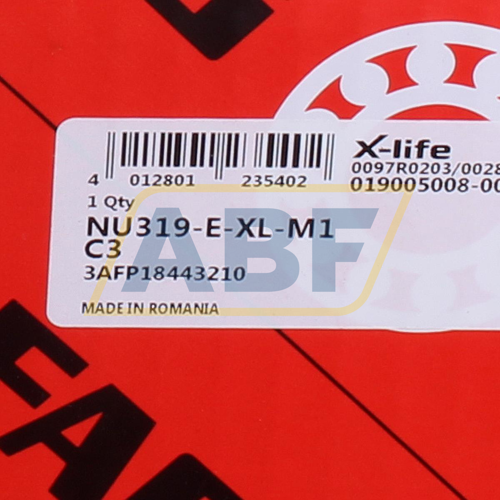 X-life
0097R0203/0028
019005008-00
4 012801 235402
1 Qty
NU319-E-XL-M1
C3
3AFP18443210
MADE IN ROMANIA
ABF
FAG